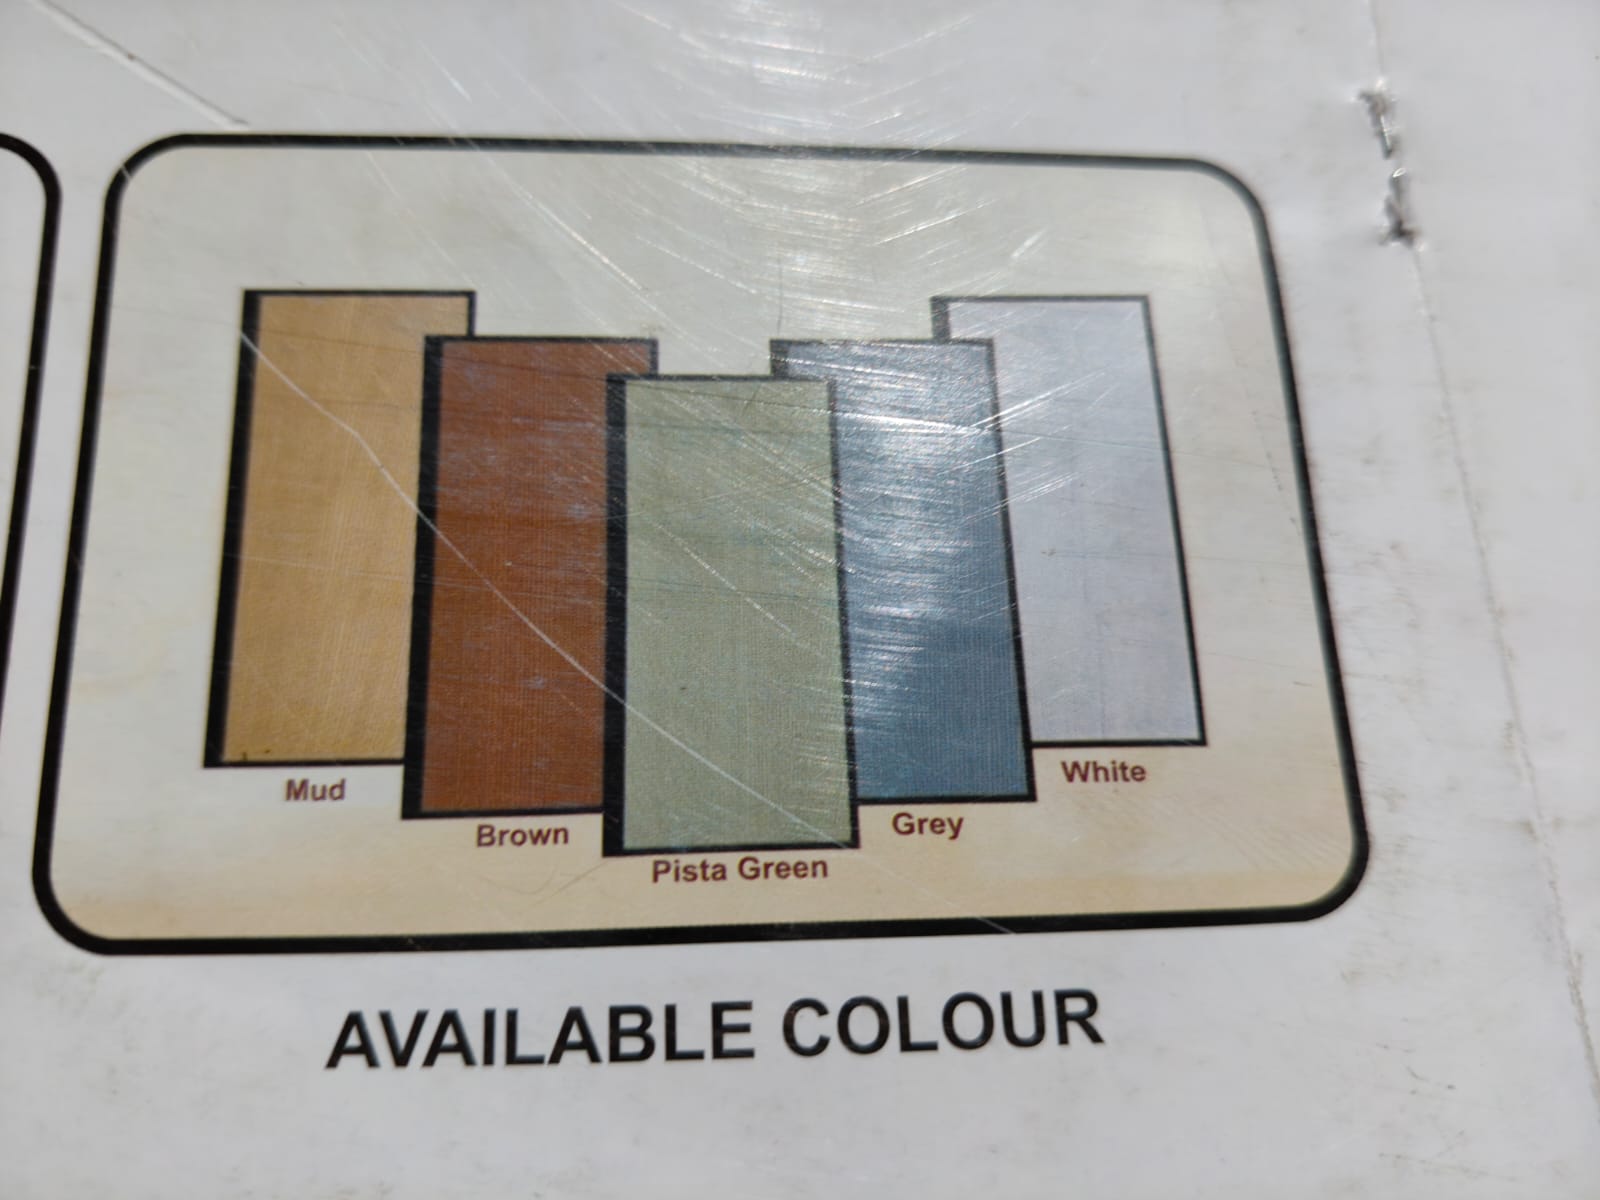 Mud
Brown
Pista Green
Grey
White
AVAILABLE COLOUR